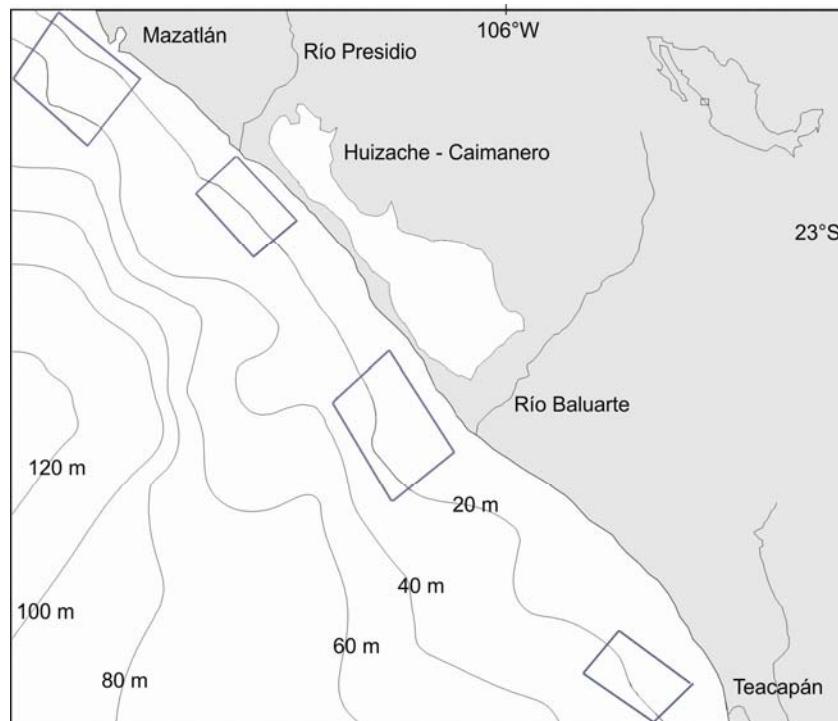 Mazatlán
106°W
Río Presidio
Huizache - Caimanero
23°S
Río Baluarte
120 m
20 m
40 m
100 m
60 m
80 m
Teacapán